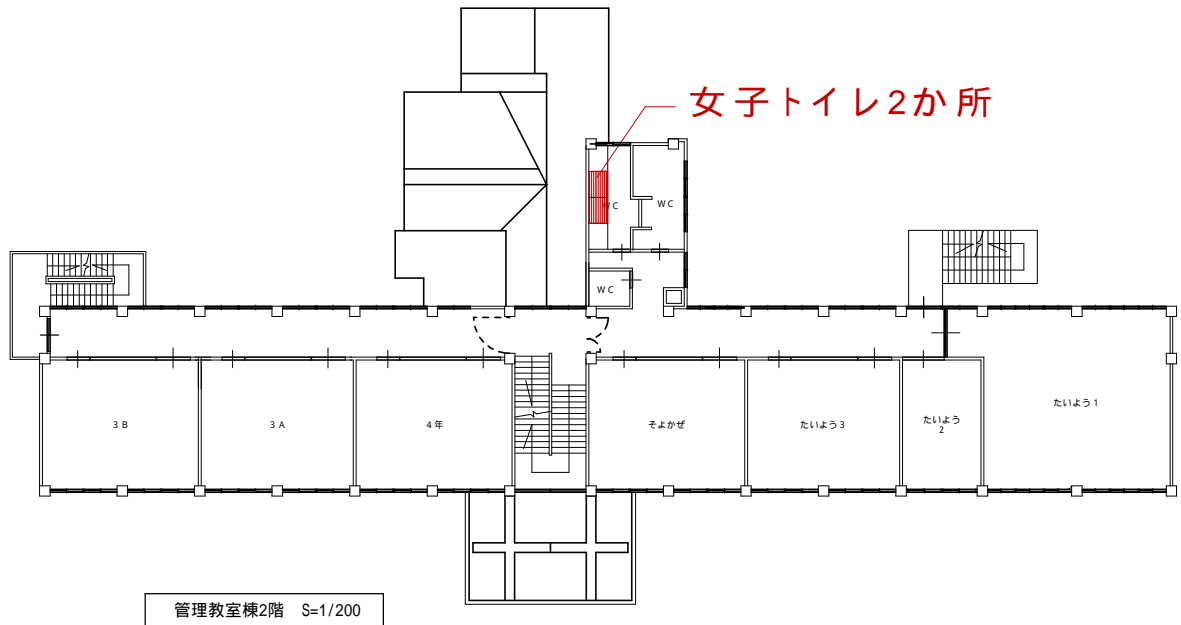 女子トイレ2か所
WC
WC
WC
3B
3A
4年
そよかぜ
たいよう3
たいよう
2
たいよう1
管理教室棟2階 S=1/200